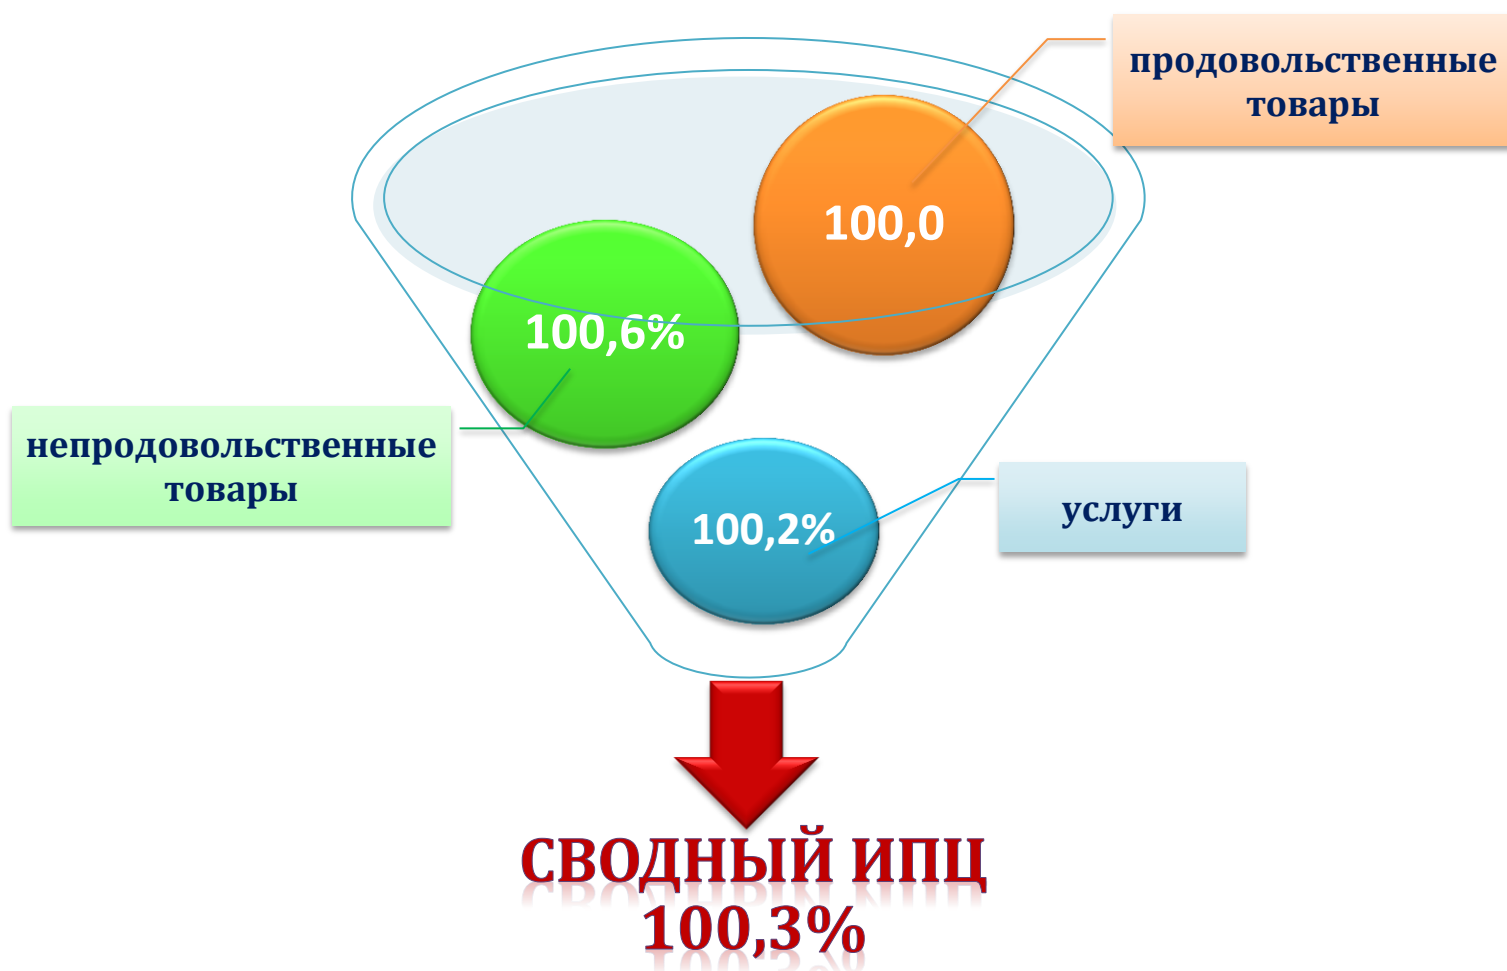 продовольственные
товары
100,0
100,6%
непродовольственные
товары
100,2%
услуги
СВОДНЫЙ ИПЦ
100,3%